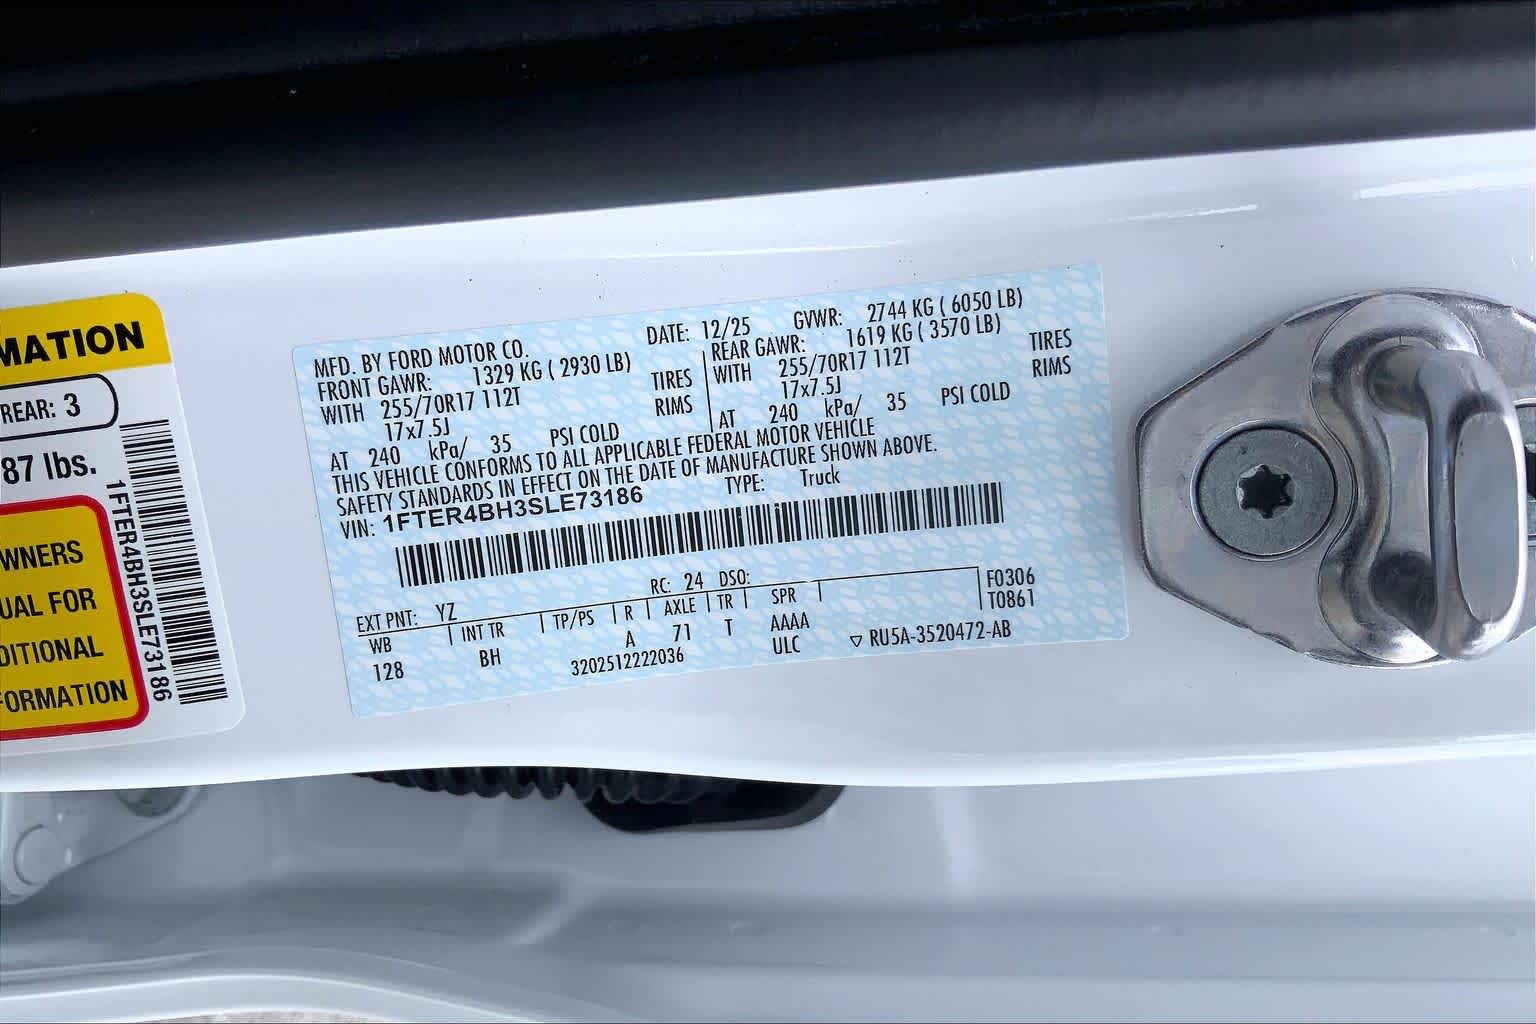 MATION
REAR: 3
87 lbs.
1FTER4BH3SLE73186
WNERS
UAL FOR
DITIONAL
FORMATION
MFD. BY FORD MOTOR CO. DATE: 12/25 GVWR: 2744 KG ( 6050 LB)
FRONT GAWR: 1329 KG ( 2930 LB) REAR GAWR: 1619 KG ( 3570 LB)
WITH 255/70R17 112T TIRES WITH 255/70R17 112T TIRES
17x7.5J RIMS 17x7.5J RIMS
AT 240 kPa/ 35 PSI COLD AT 240 kPa/ 35 PSI COLD
THIS VEHICLE CONFORMS TO ALL APPLICABLE FEDERAL MOTOR VEHICLE
SAFETY STANDARDS IN EFFECT ON THE DATE OF MANUFACTURE SHOWN ABOVE.
VIN: 1FTER4BH3SLE73186 TYPE: Truck
EXT PNT: YZ RC: 24 DSO:
WB INT TR TP/PS R AXLE TR SPR F0306
128 BH A 71 T AAAA T0861
3202512222036 ULC ▽ RU5A-3520472-AB